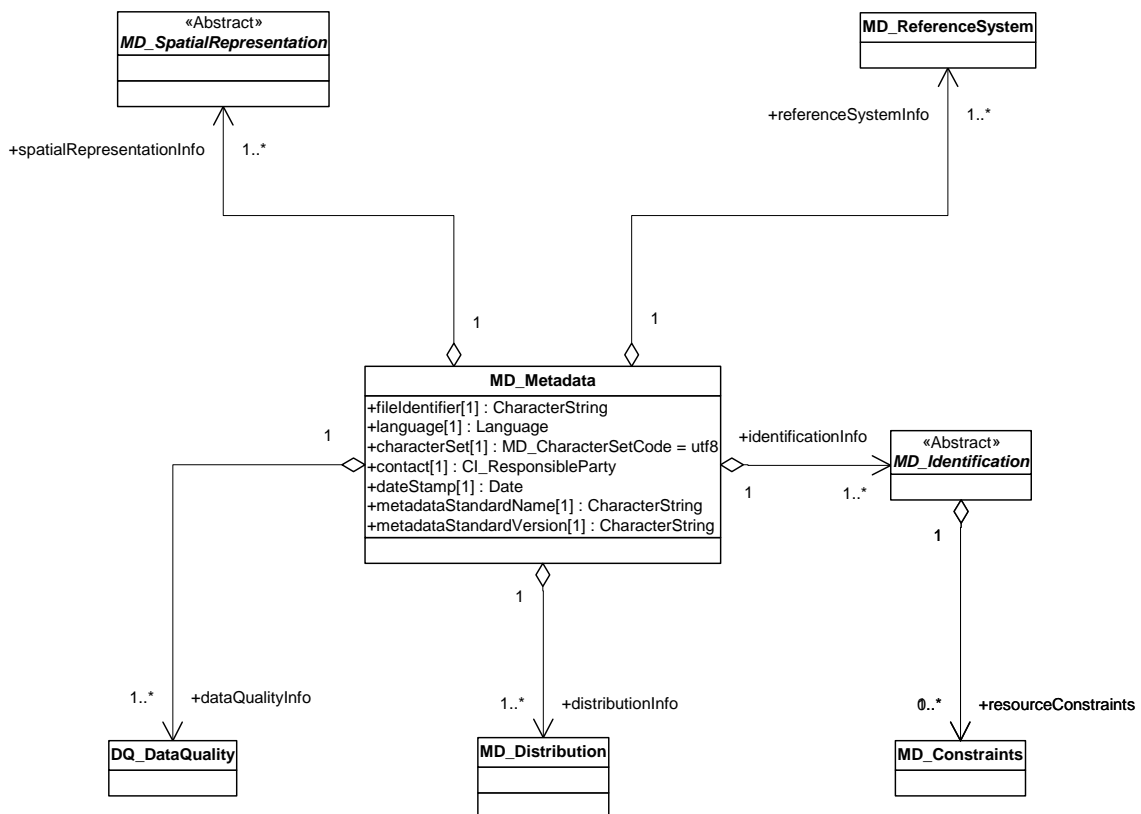 «Abstract»
MD_SpatialRepresentation
MD_ReferenceSystem
+spatialRepresentationInfo
1..*
+referenceSystemInfo
1..*
1
1
MD_Metadata
+fileIdentifier[1] : CharacterString
+language[1] : Language
+characterSet[1] : MD_CharacterSetCode = utf8
+contact[1] : CI_ResponsibleParty
+dateStamp[1] : Date
+metadataStandardName[1] : CharacterString
+metadataStandardVersion[1] : CharacterString
1
+identificationInfo
1
1..*
«Abstract»
MD_Identification
1
1
1..*
+dataQualityInfo
1..*
+distributionInfo
..*
+resourceConstraints
DQ_DataQuality
MD_Distribution
MD_Constraints